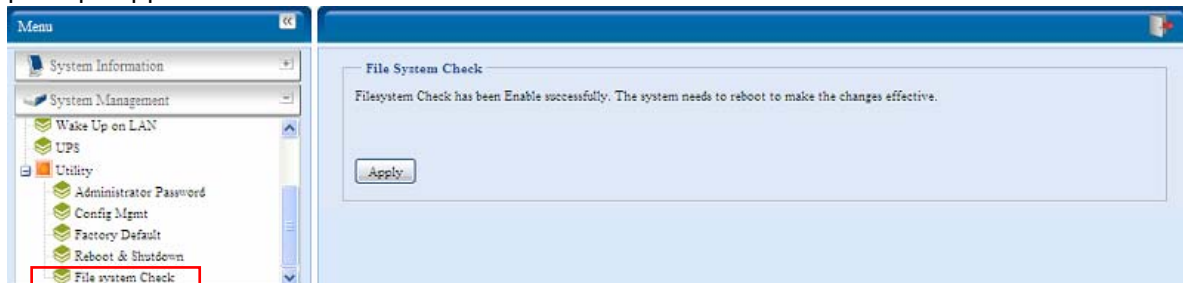 Menu
System Information
System Management
Wake Up on LAN
UPS
Utility
Administrator Password
Config Mgmt
Factory Default
Reboot & Shutdown
File system Check
File System Check
Filesystem Check has been Enable successfully. The system needs to reboot to make the changes effective.
Apply